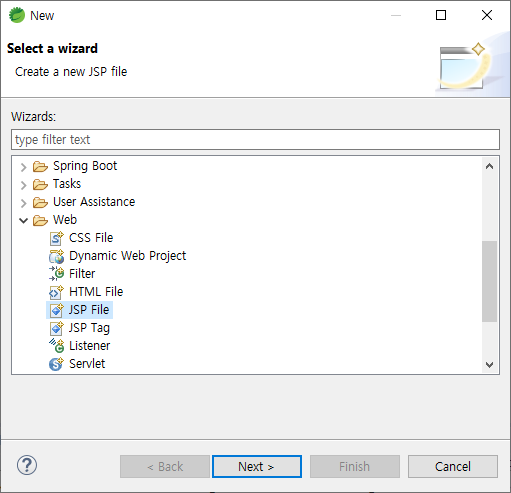 New
Select a wizard
Create a new JSP file
Wizards:
type filter text
Spring Boot
Tasks
User Assistance
Web
CSS File
Dynamic Web Project
Filter
HTML File
JSP File
JSP Tag
Listener
Servlet
< Back Next > Finish Cancel